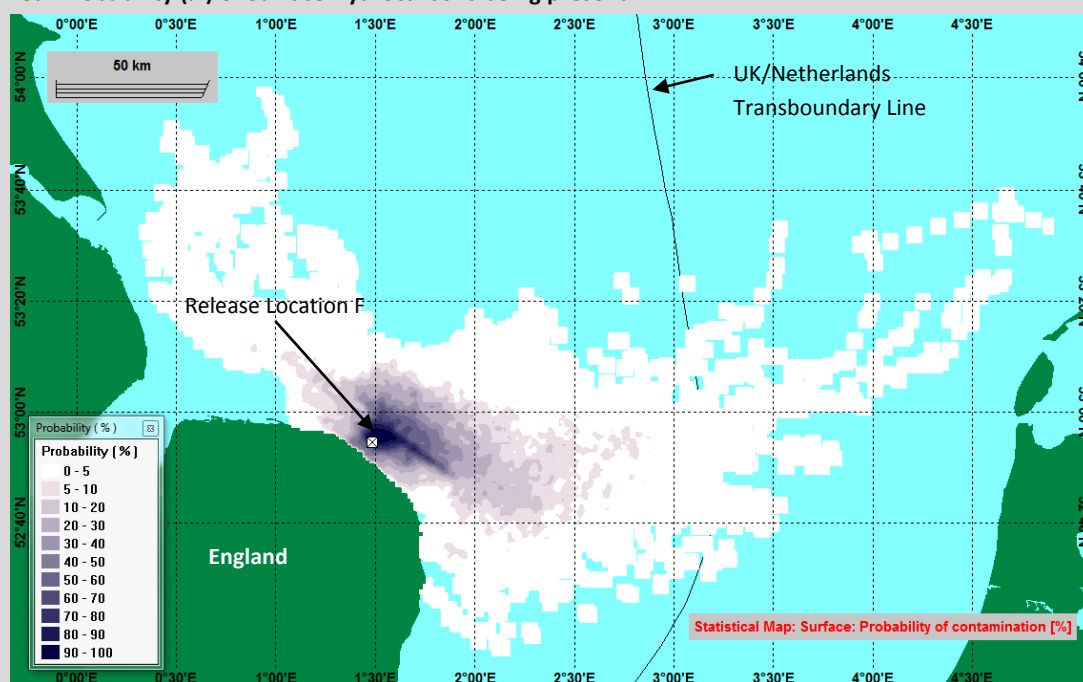 0°00'E 0°30'E 1°00'E 1°30'E 2°00'E 2°30'E 3°00'E 3°30'E 4°00'E 4°30'E
50 km
UK/Netherlands
Transboundary Line
54°00'N
53°40'N
53°20'N
53°00'N
52°40'N
Release Location F
Probability ( % )
Probability ( % )
0 - 5
5 - 10
10 - 20
20 - 30
30 - 40
40 - 50
50 - 60
60 - 70
70 - 80
80 - 90
90 - 100
England
Statistical Map: Surface: Probability of contamination [%]
0°00'E 0°30'E 1°00'E 1°30'E 2°00'E 2°30'E 3°00'E 3°30'E 4°00'E 4°30'E